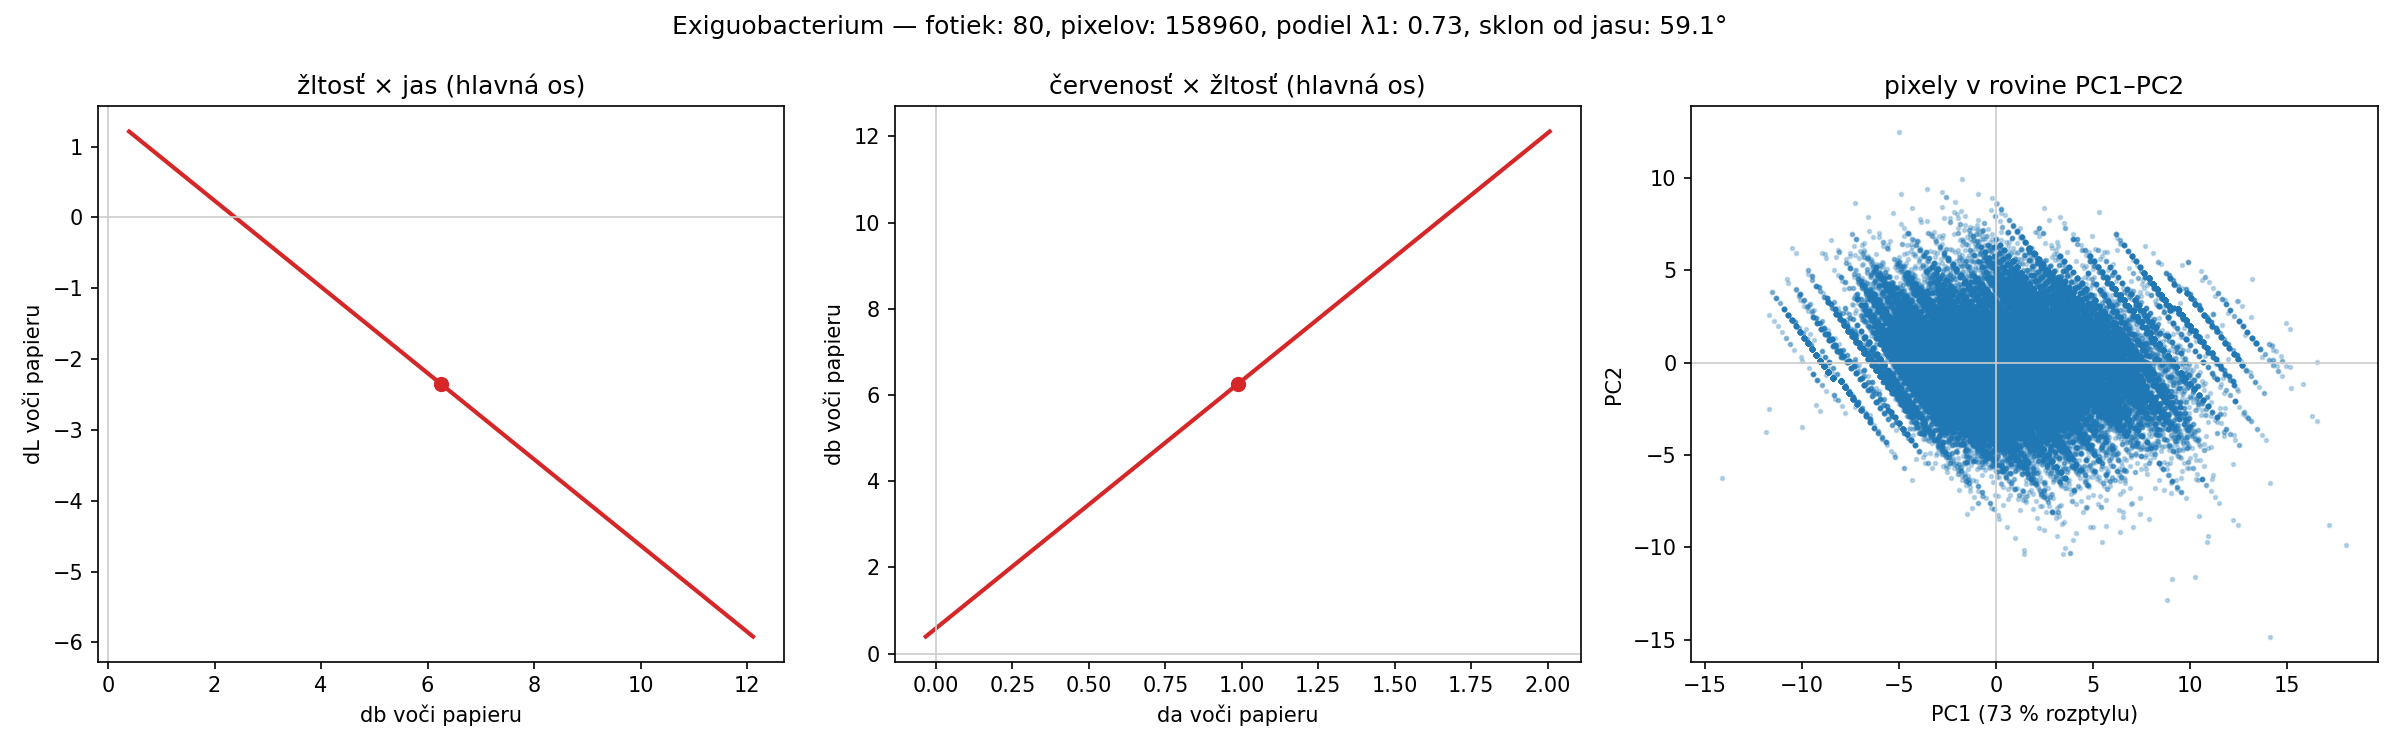 Exiguobacterium — fotiek: 80, pixelov: 158960, podiel λ1: 0.73, sklon od jasu: 59.1°
žltosť × jas (hlavná os)
1
0
−1
−2
−3
−4
−5
−6
dL voči papieru
0 2 4 6 8 10 12
db voči papieru
červenosť × žltosť (hlavná os)
12
10
8
6
4
2
0
db voči papieru
0.00 0.25 0.50 0.75 1.00 1.25 1.50 1.75 2.00
da voči papieru
pixely v rovine PC1–PC2
10
5
0
−5
−10
−15
PC2
−15 −10 −5 0 5 10 15
PC1 (73 % rozptylu)